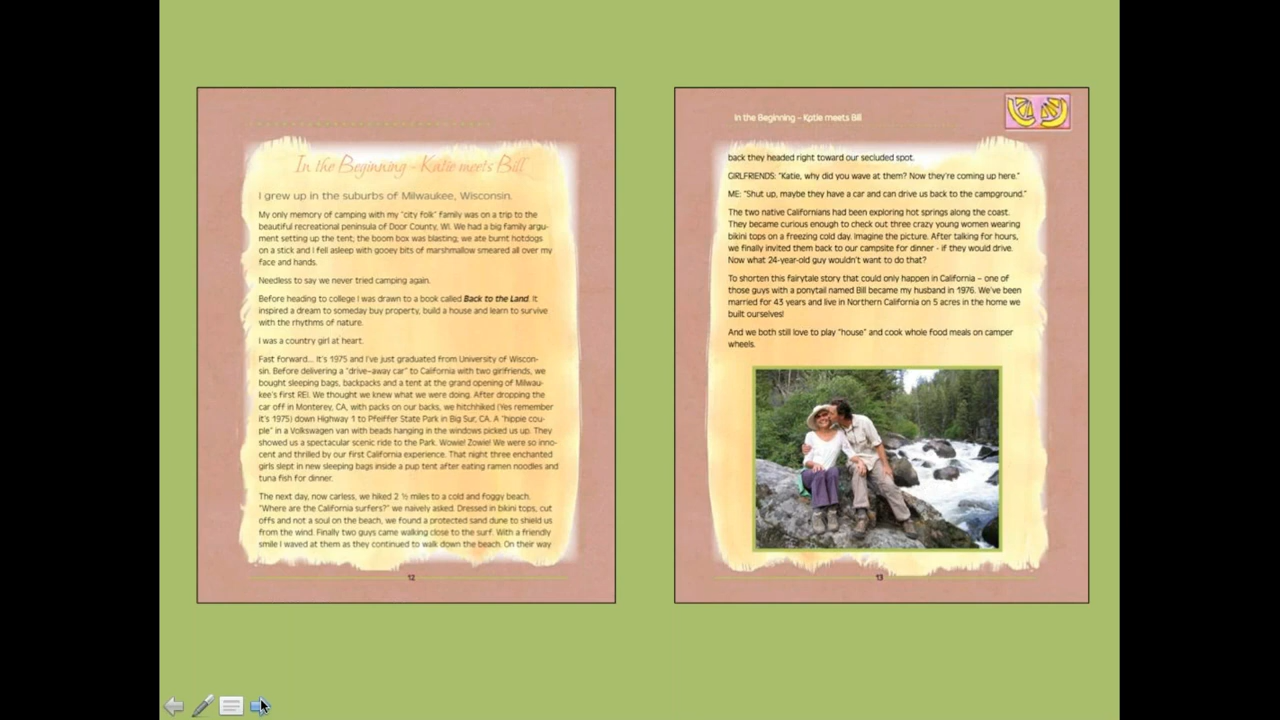 In the Beginning - Katie meets Bill
I grew up in the suburbs of Milwaukee, Wisconsin.
My only memory of camping with my "city folk" family was on a trip to the
beautiful recreational peninsula of Door County, WI. We had a big family argu-
ment setting up the tent; the boom box was blasting; we ate burnt hotdogs
on a stick and I fell asleep with gooey bits of marshmallow smeared all over my
face and hands.
Needless to say we never tried camping again.
Before heading to college I was drawn to a book called Back to the Land. It
inspired a dream to someday buy property, build a house and learn to survive
with the rhythms of nature.
I was a country girl at heart.
Fast forward... It's 1975 and I've just graduated from University of Wiscon-
sin. Before delivering a "drive-away car" to California with two girlfriends, we
bought sleeping bags, backpacks and a tent at the grand opening of Milwau-
kee's first REI. We thought we knew what we were doing. After dropping the
car off in Monterey, CA, with packs on our backs, we hitchhiked (Yes remember
it's 1975) down Highway 1 to Pfeiffer State Park in Big Sur, CA. A "hippie cou-
ple" in a Volkswagen van with beads hanging in the windows picked us up. They
showed us a spectacular scenic ride to the Park. Wowie! Zowie! We were so inno-
cent and thrilled by our first California experience. That night three enchanted
girls slept in new sleeping bags inside a pup tent after eating ramen noodles and
tuna fish for dinner.
The next day, now carless, we hiked 2 ½ miles to a cold and foggy beach.
"Where are the California surfers?" we naively asked. Dressed in bikini tops, cut
offs and not a soul on the beach, we found a protected sand dune to shield us
from the wind. Finally two guys came walking close to the surf. With a friendly
smile I waved at them as they continued to walk down the beach. On their way
12
In the Beginning - Katie meets Bill
back they headed right toward our secluded spot.
GIRLFRIENDS: "Katie, why did you wave at them? Now they're coming up here."
ME: "Shut up, maybe they have a car and can drive us back to the campground."
The two native Californians had been exploring hot springs along the coast.
They became curious enough to check out three crazy young women wearing
bikini tops on a freezing cold day. Imagine the picture. After talking for hours,
we finally invited them back to our campsite for dinner - if they would drive.
Now what 24-year-old guy wouldn't want to do that?
To shorten this fairytale story that could only happen in California – one of
those guys with a ponytail named Bill became my husband in 1976. We've been
married for 43 years and live in Northern California on 5 acres in the home we
built ourselves!
And we both still love to play "house" and cook whole food meals on camper
wheels.
13